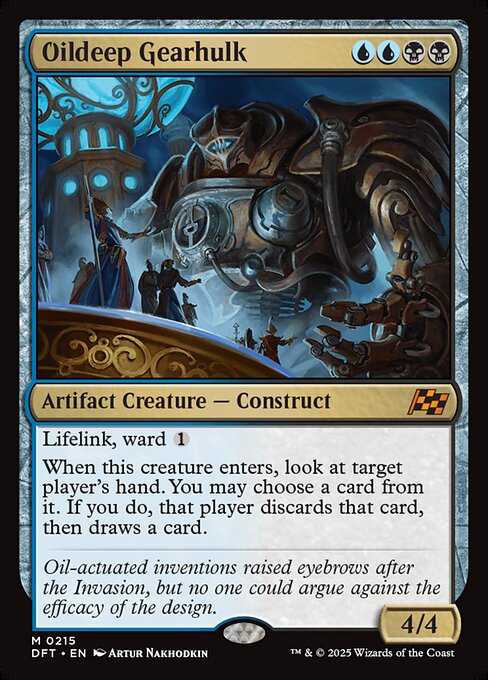 Oildeep Gearhulk
Artifact Creature — Construct
Lifelink, ward 1
When this creature enters, look at target
player's hand. You may choose a card from
it. If you do, that player discards that card,
then draws a card.
Oil-actuated inventions raised eyebrows after
the Invasion, but no one could argue against the
efficacy of the design.
4/4
M 0215
DFT • EN Artur Nakhodkin
™ & © 2025 Wizards of the Coast